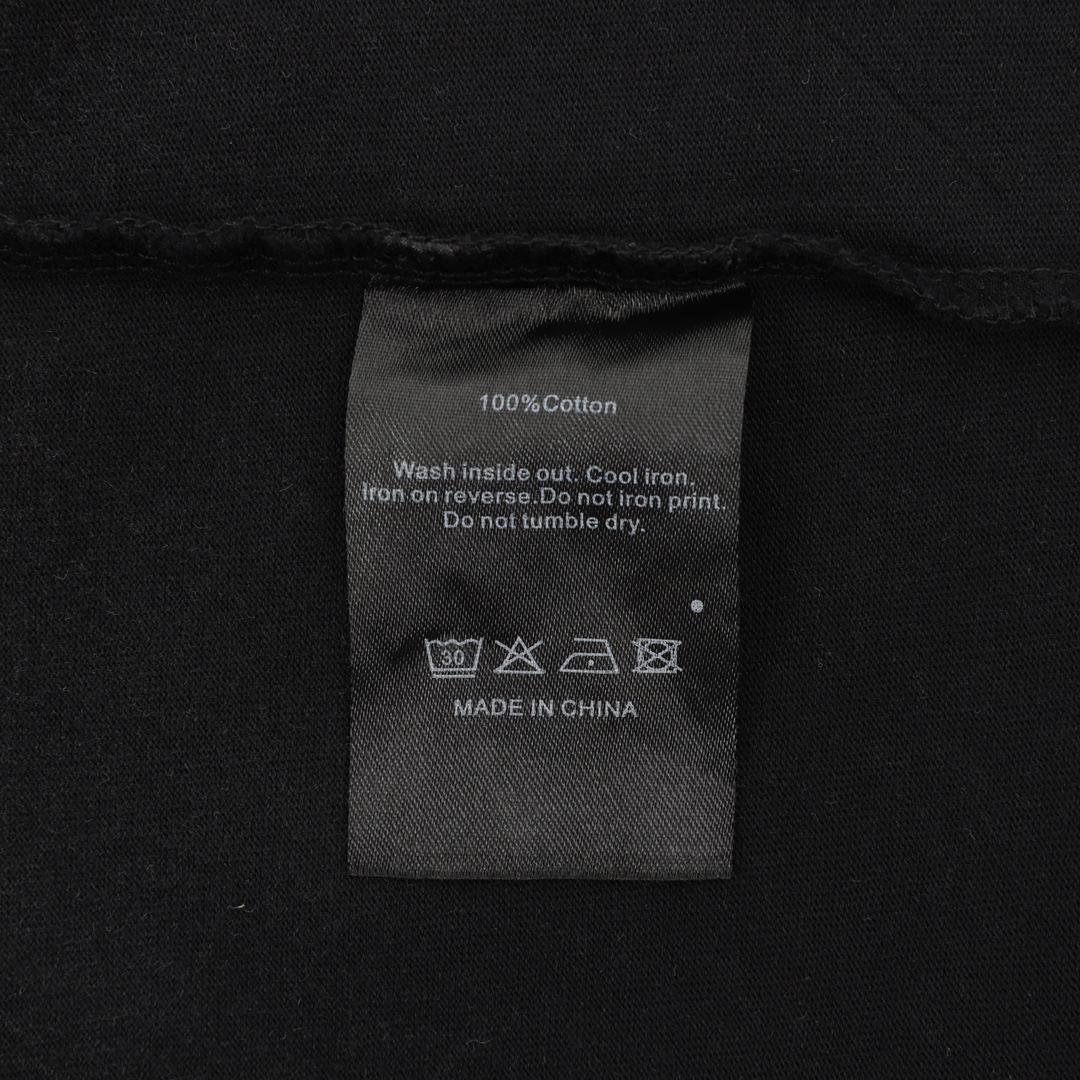 100%Cotton
Wash inside out. Cool iron.
Iron on reverse.Do not iron print.
Do not tumble dry.
30
MADE IN CHINA